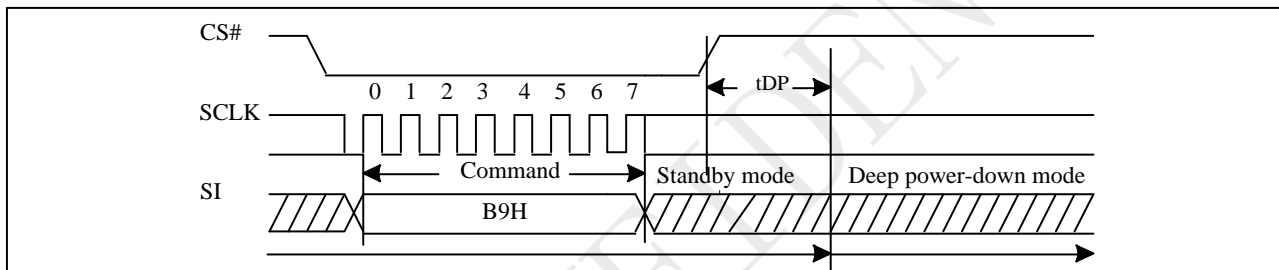 CS#
tDP
0 1 2 3 4 5 6 7
SCLK
Command
Standby mode
Deep power-down mode
SI
B9H